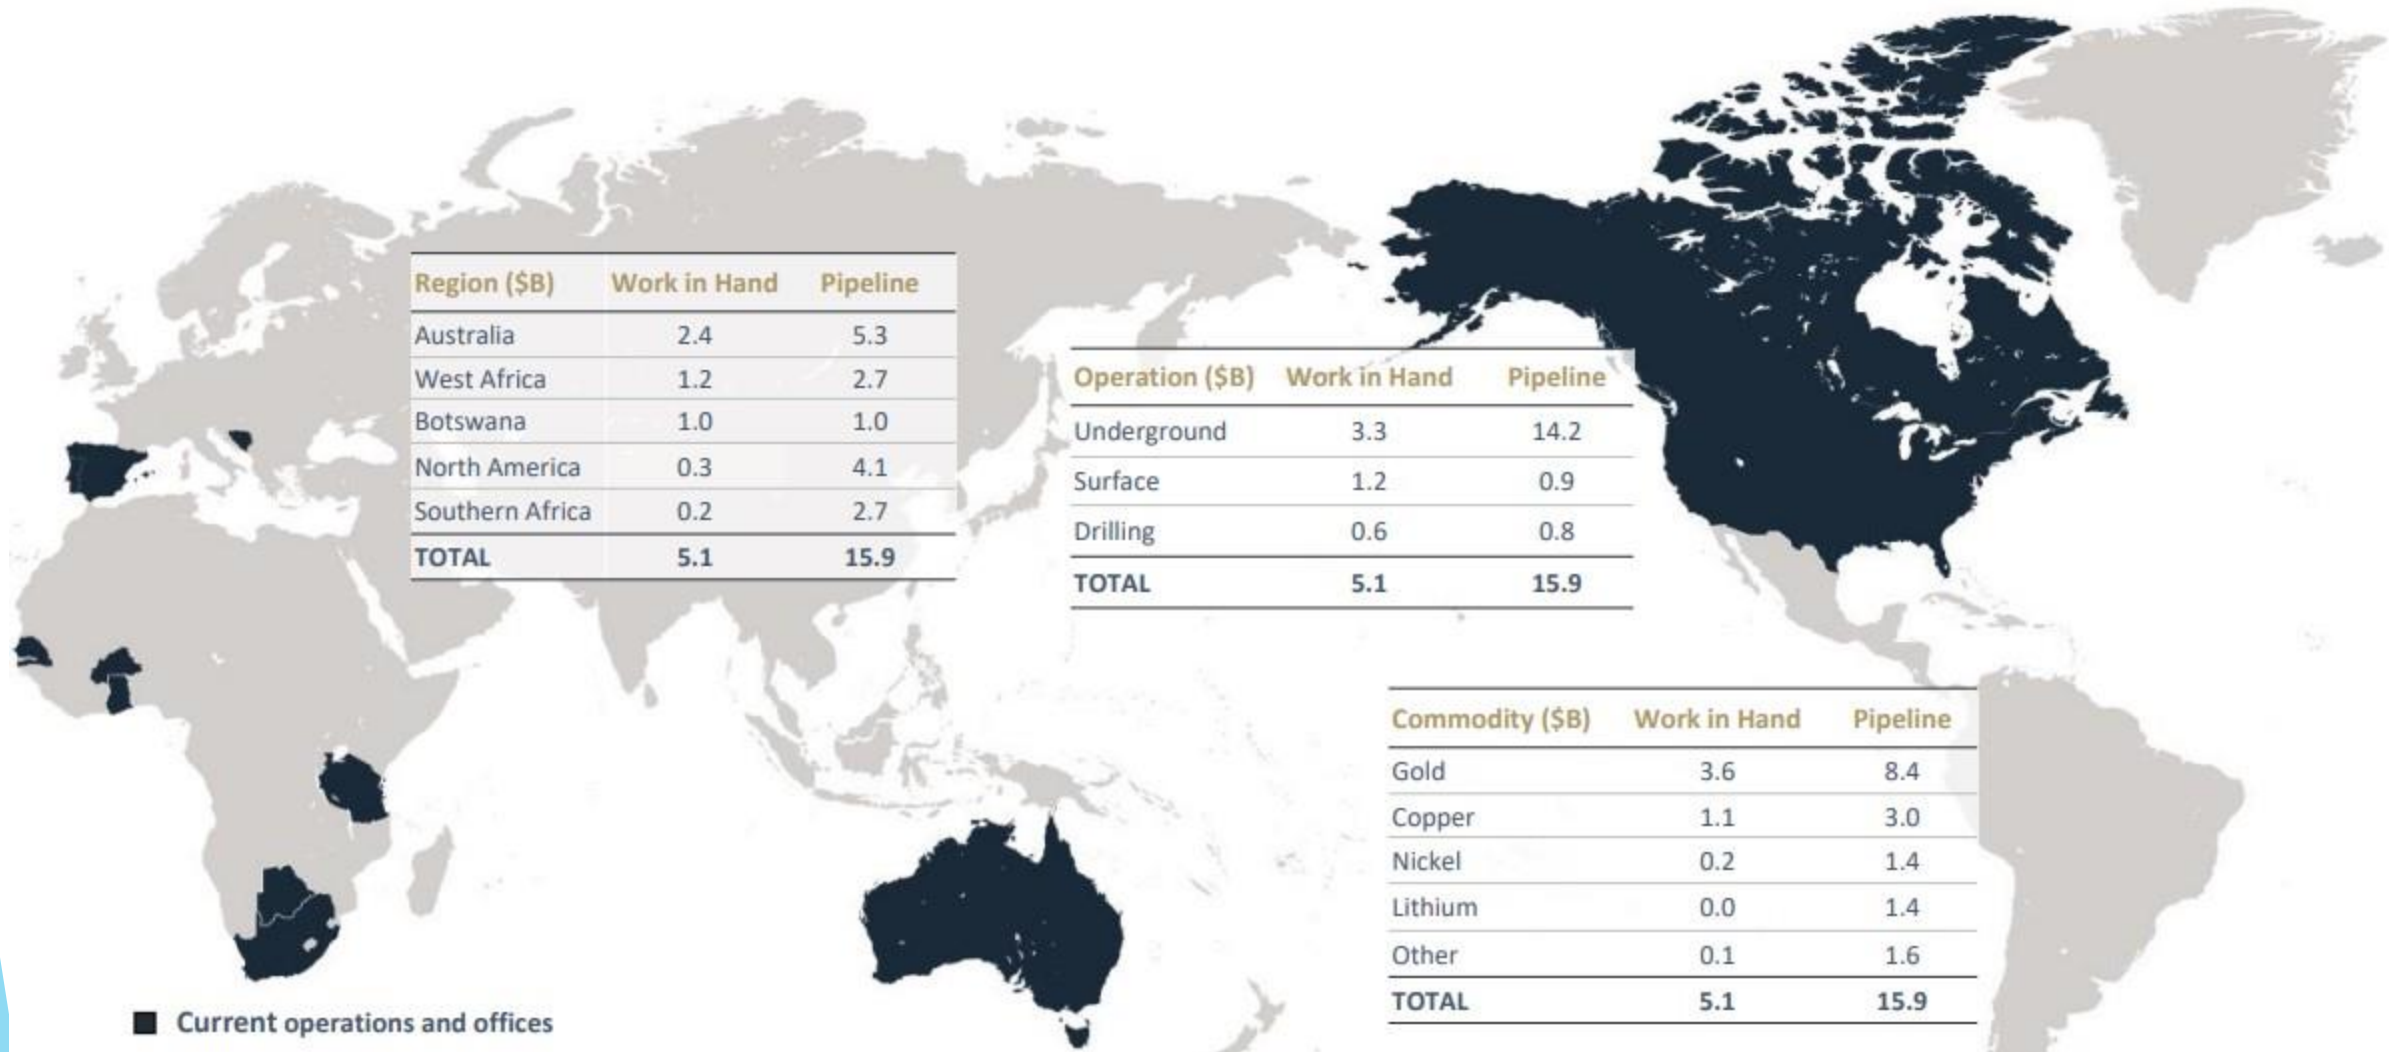 Region ($B) Work in Hand Pipeline
Australia 2.4 5.3
West Africa 1.2 2.7
Botswana 1.0 1.0
North America 0.3 4.1
Southern Africa 0.2 2.7
TOTAL 5.1 15.9
Operation ($B) Work in Hand Pipeline
Underground 3.3 14.2
Surface 1.2 0.9
Drilling 0.6 0.8
TOTAL 5.1 15.9
Commodity ($B) Work in Hand Pipeline
Gold 3.6 8.4
Copper 1.1 3.0
Nickel 0.2 1.4
Lithium 0.0 1.4
Other 0.1 1.6
TOTAL 5.1 15.9
Current operations and offices